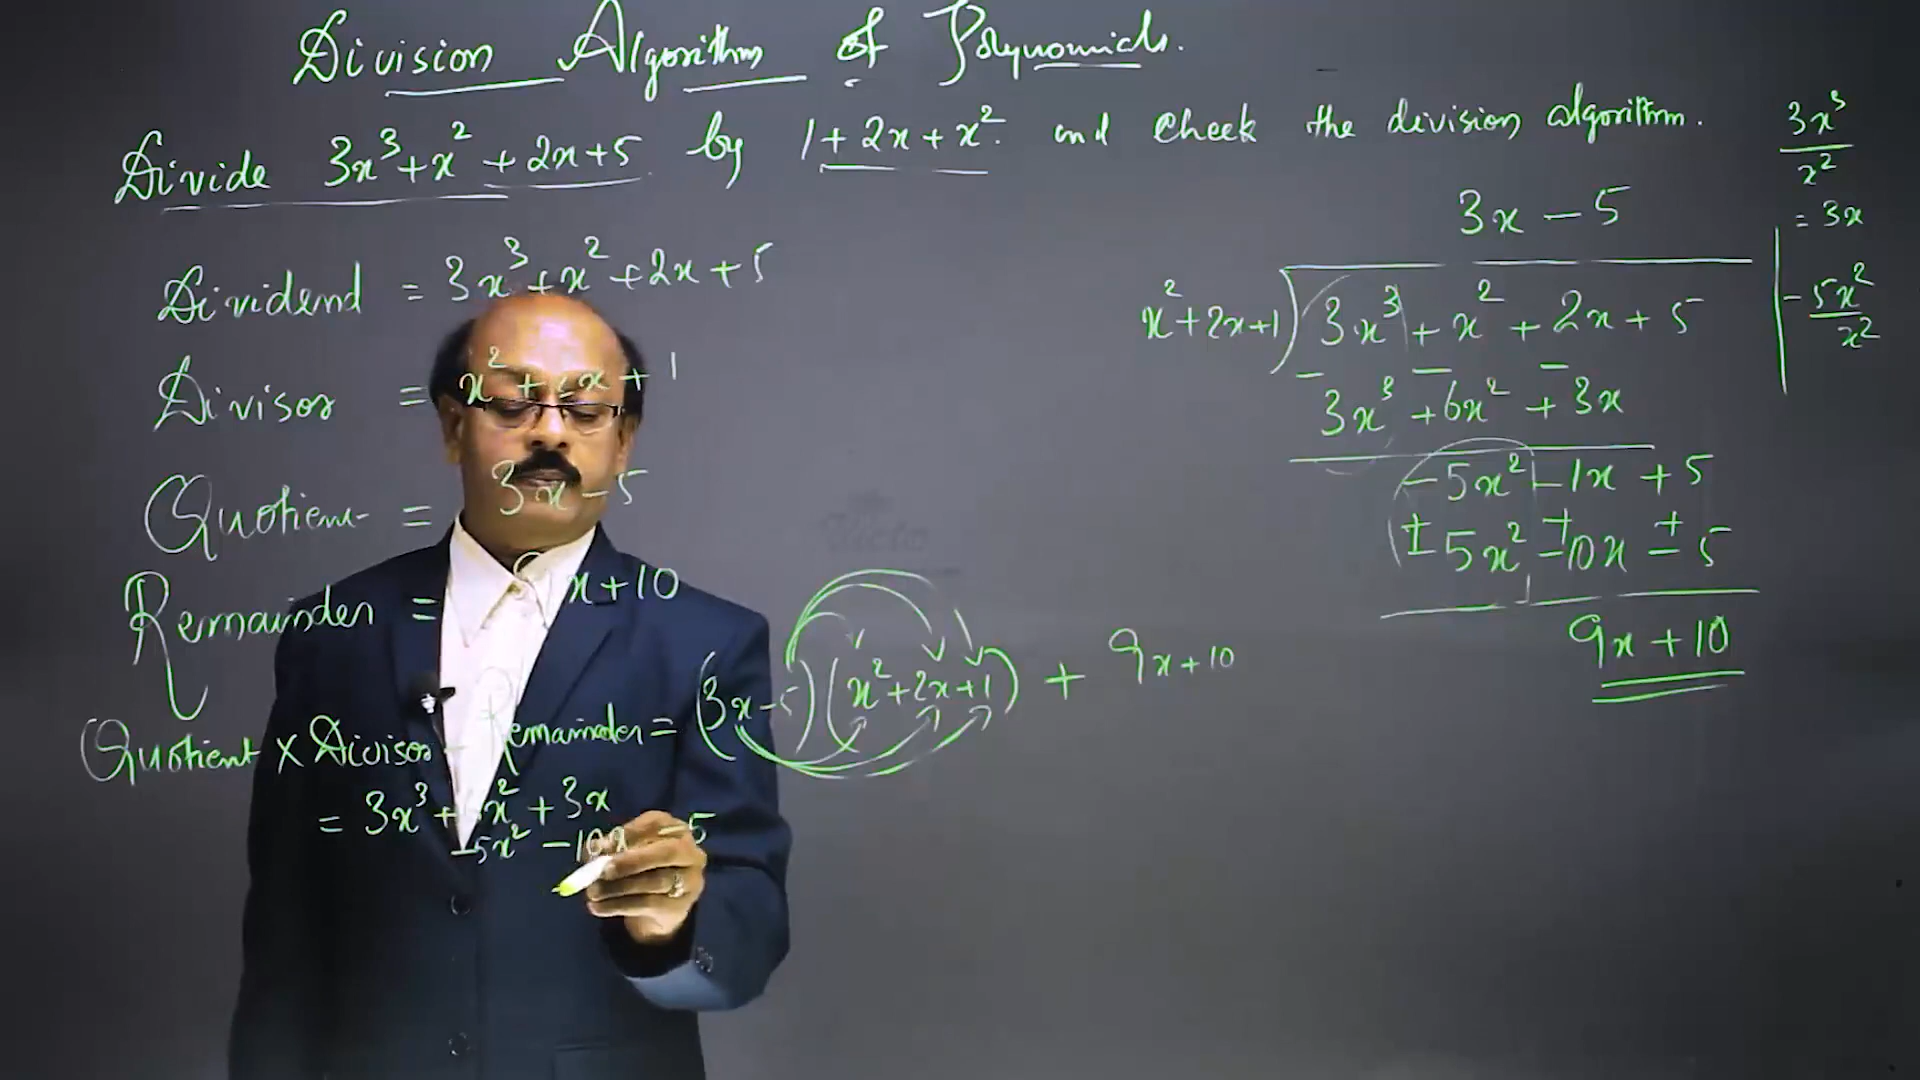 Division Algorithm of Polynomials.
Divide 3x³+x²+2x+5 by 1+2x+x². and check the division algorithm.
Dividend = 3x³+x²+2x+5
Divisor = x²+2x+1
Quotient = 3x-5
Remainder = 9x+10
Quotient × Divisor + Remainder = (3x-5)(x²+2x+1) + 9x+10
= 3x³+6x²+3x
-5x²-10x-5
3x-5
x²+2x+1) 3x³+x²+2x+5
3x³+6x²+3x
-5x²-1x+5
-5x²-10x-5
9x+10
3x³/x²
= 3x
-5x²/x²